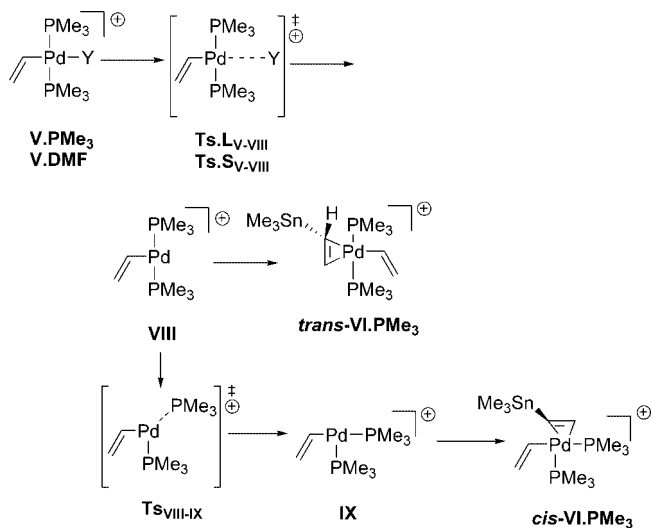 PMe3 ⊕
Pd Y
PMe3
V.PMe3
V.DMF
PMe3 ‡ ⊕
Pd Y
PMe3
Ts.LV-VIII
Ts.SV-VIII
PMe3 ⊕
Pd
PMe3
VIII
H
Me3Sn
PMe3 ⊕
Pd
PMe3
trans-VI.PMe3
PMe3 ‡ ⊕
Pd
PMe3
TsVIII-IX
Pd PMe3 ⊕
PMe3
IX
Me3Sn ⊕
Pd PMe3
PMe3
cis-VI.PMe3